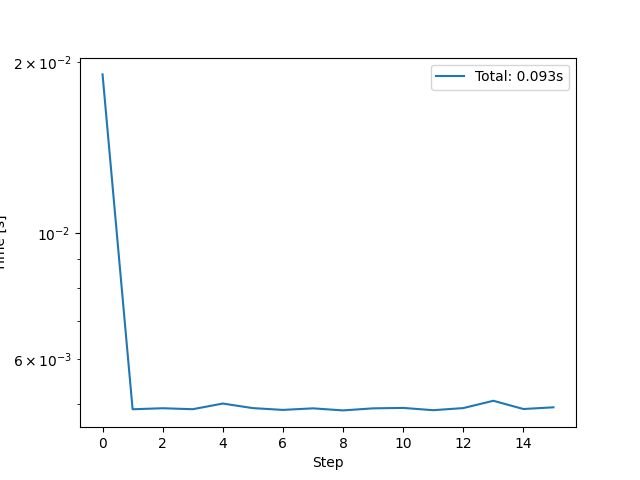 2 × 10⁻²
Total: 0.093s
10⁻²
Time [s]
6 × 10⁻³
0 2 4 6 8 10 12 14
Step